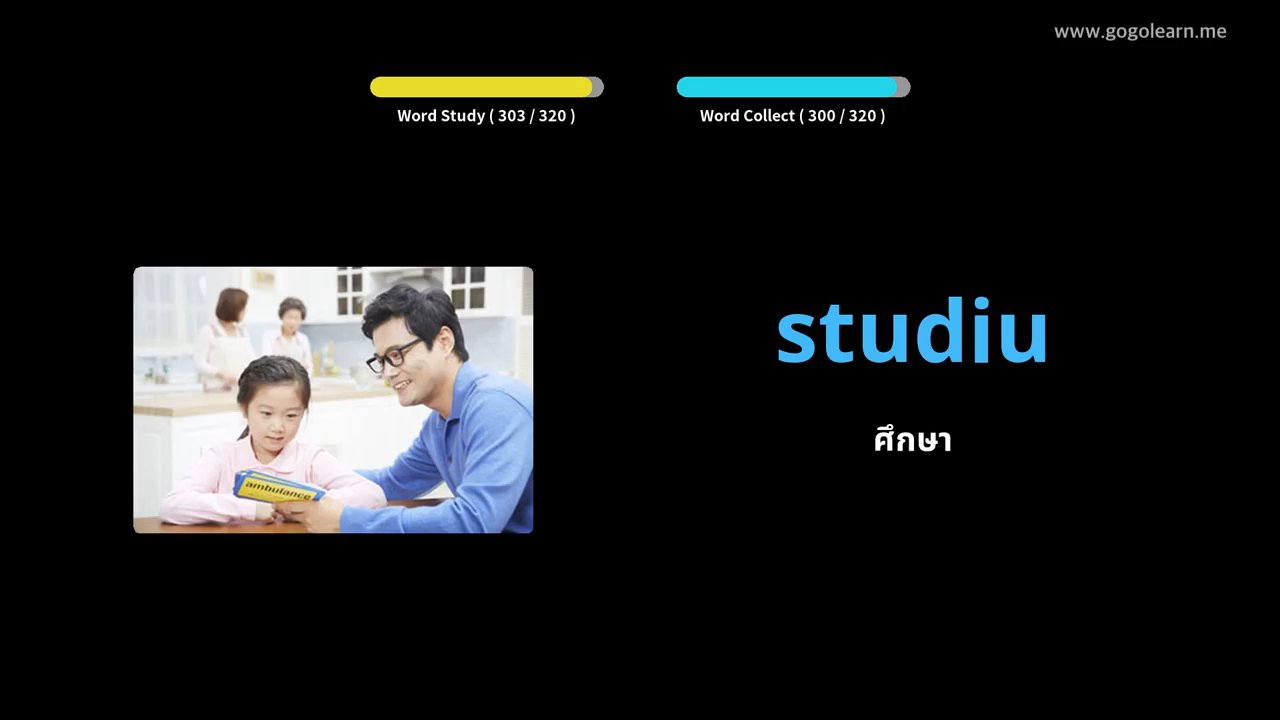 www.gogolearn.me
Word Study ( 303 / 320 )
Word Collect ( 300 / 320 )
studiu
ศึกษา
ambulance